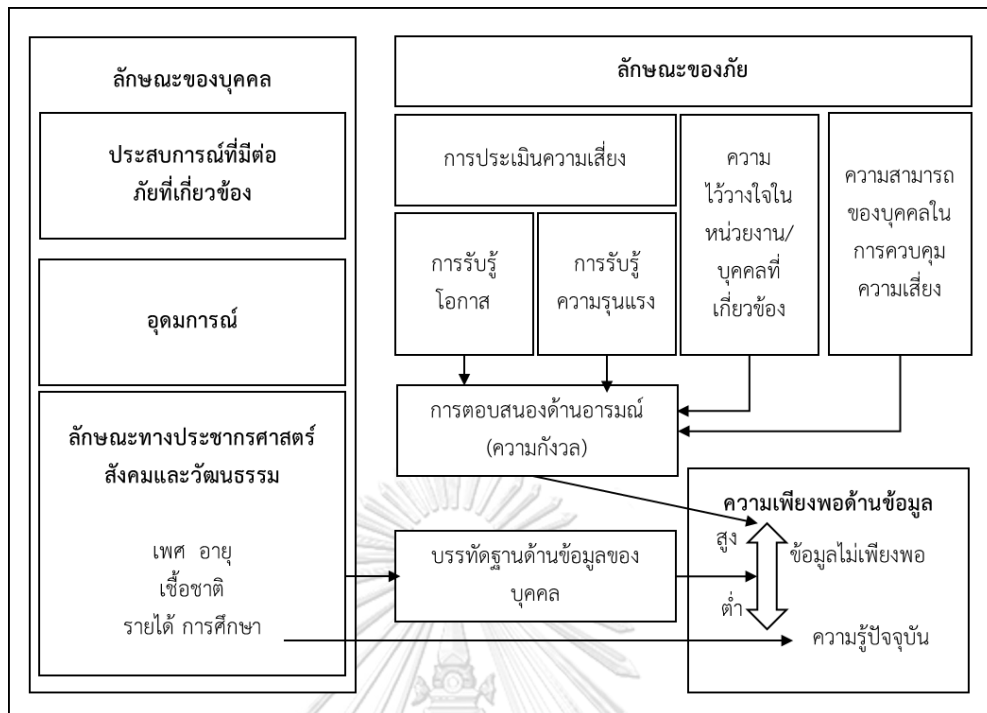 ลักษณะของบุคคล
ประสบการณ์ที่มีต่อ
ภัยที่เกี่ยวข้อง
อุดมการณ์
ลักษณะทางประชากรศาสตร์
สังคมและวัฒนธรรม
เพศ อายุ
เชื้อชาติ
รายได้ การศึกษา
ลักษณะของภัย
การประเมินความเสี่ยง
การรับรู้
โอกาส
การรับรู้
ความรุนแรง
ความ
ไว้วางใจใน
หน่วยงาน/
บุคคลที่
เกี่ยวข้อง
ความสามารถ
ของบุคคลใน
การควบคุม
ความเสี่ยง
การตอบสนองด้านอารมณ์
(ความกังวล)
บรรทัดฐานด้านข้อมูลของ
บุคคล
ความเพียงพอด้านข้อมูล
สูง
ข้อมูลไม่เพียงพอ
ต่ำ
ความรู้ปัจจุบัน